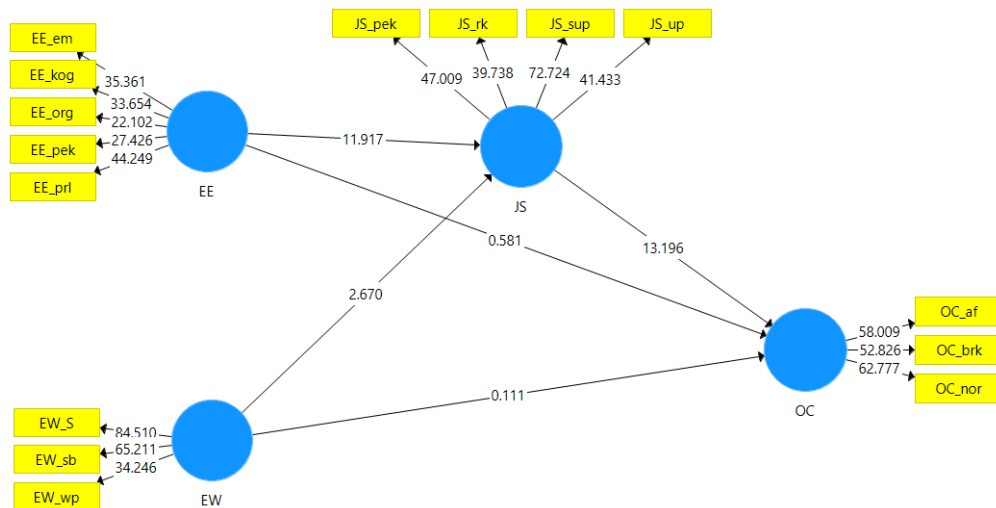 JS_pek
JS_rk
JS_sup
JS_up
EE_em
EE_kog
EE_org
EE_pek
EE_prl
35.361
33.654
22.102
27.426
44.249
47.009
39.738
72.724
41.433
EE
11.917
JS
0.581
13.196
2.670
0.111
OC_af
OC_brk
OC_nor
58.009
52.826
62.777
OC
EW_S
EW_sb
EW_wp
84.510
65.211
34.246
EW